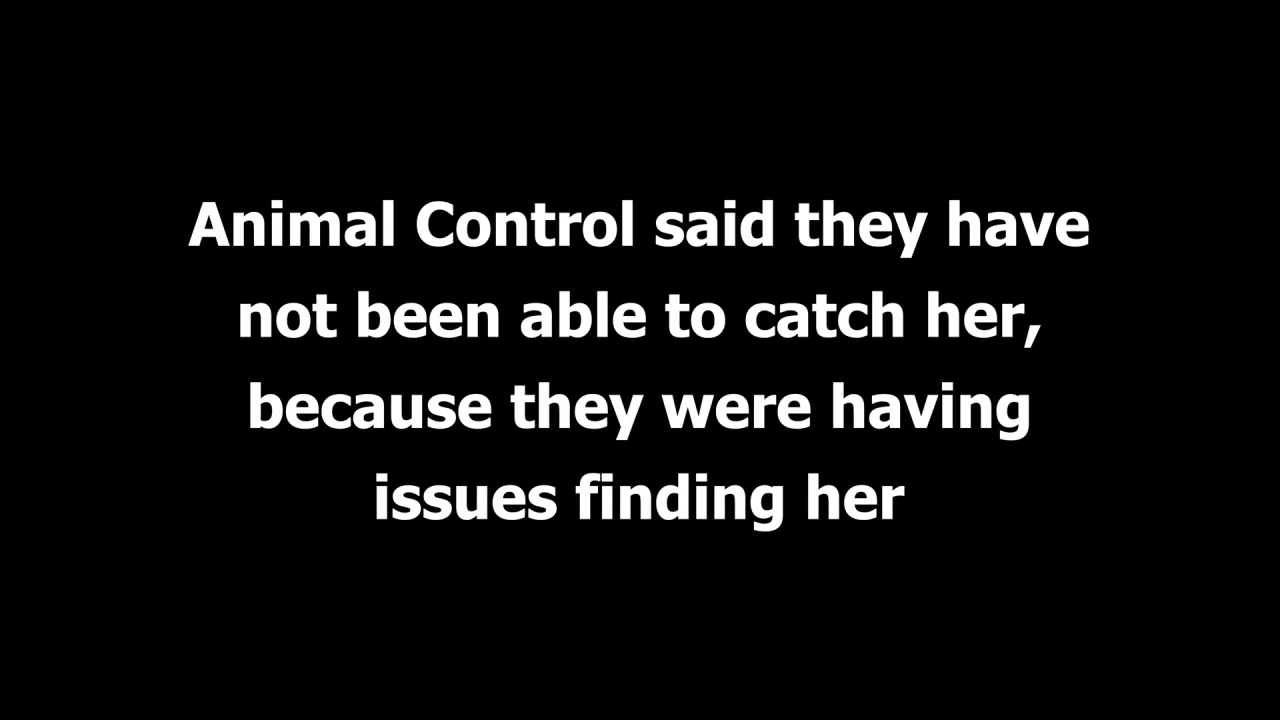 Animal Control said they have
not been able to catch her,
because they were having
issues finding her